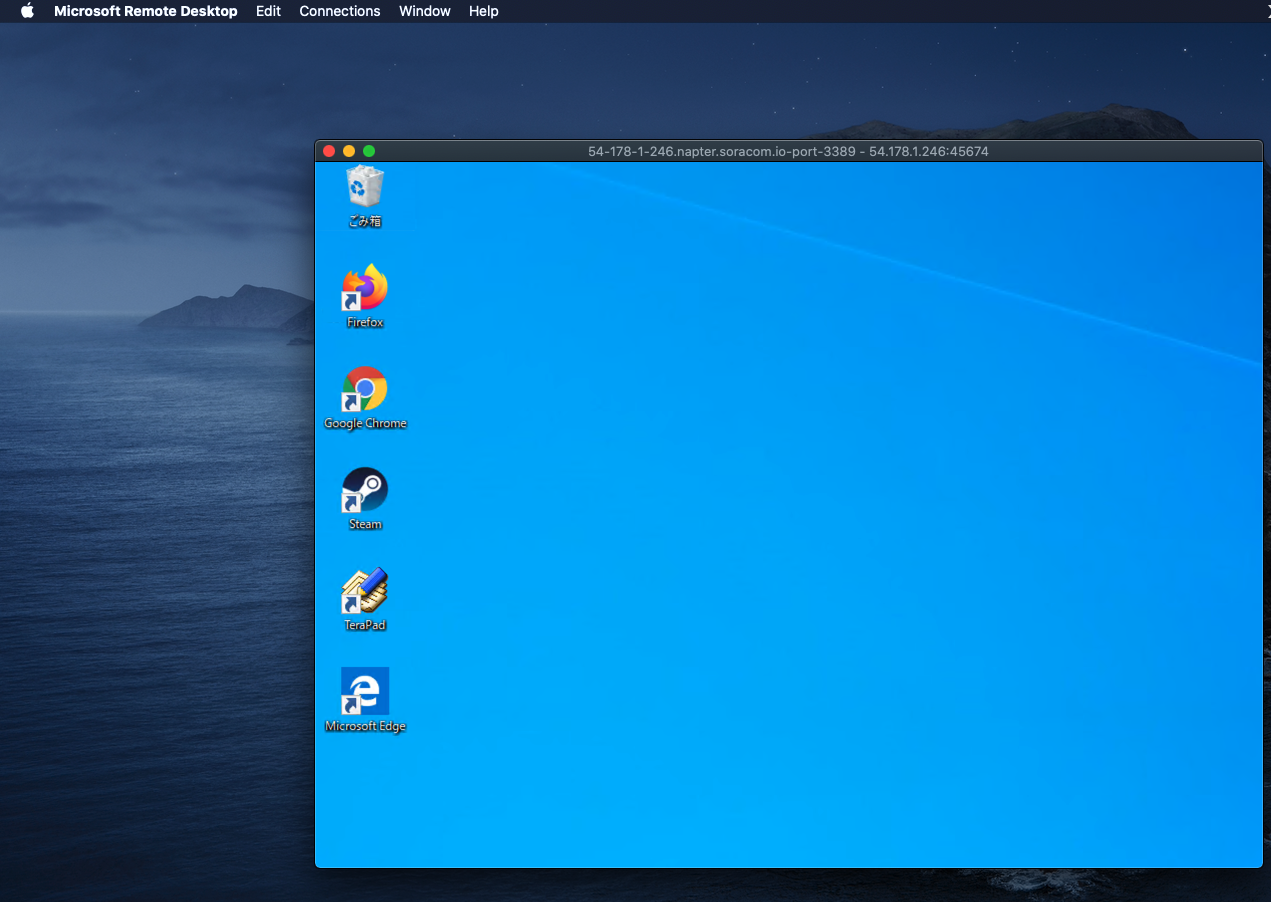 Microsoft Remote Desktop Edit Connections Window Help
54-178-1-246.napter.soracom.io-port-3389 - 54.178.1.246:45674
ごみ箱
Firefox
Google Chrome
Steam
TeraPad
Microsoft Edge